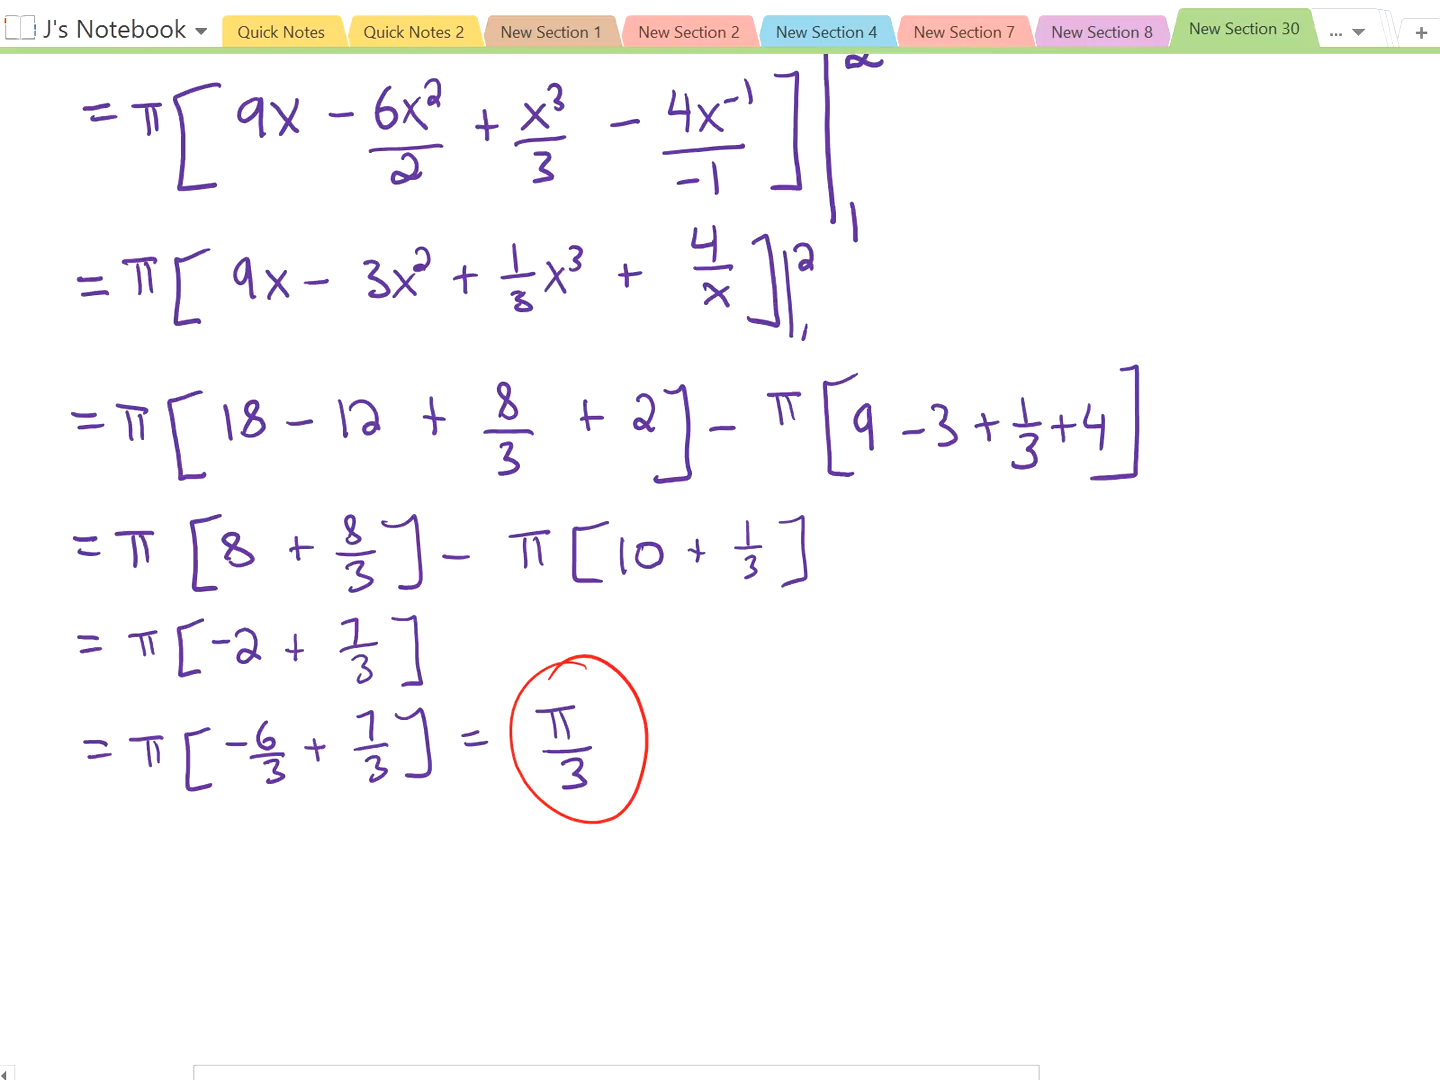 J's Notebook Quick Notes Quick Notes 2 New Section 1 New Section 2 New Section 4 New Section 7 New Section 8 New Section 30 ... +
= π[ 9x − 6x²/2 + x³/3 − 4x⁻¹/−1 ] |₁²
= π[ 9x − 3x² + 1/3 x³ + 4/x ] |₁²
= π[ 18 − 12 + 8/3 + 2 ] − π[ 9 − 3 + 1/3 + 4 ]
= π[ 8 + 8/3 ] − π[ 10 + 1/3 ]
= π[ −2 + 7/3 ]
= π[ −6/3 + 7/3 ] = π/3